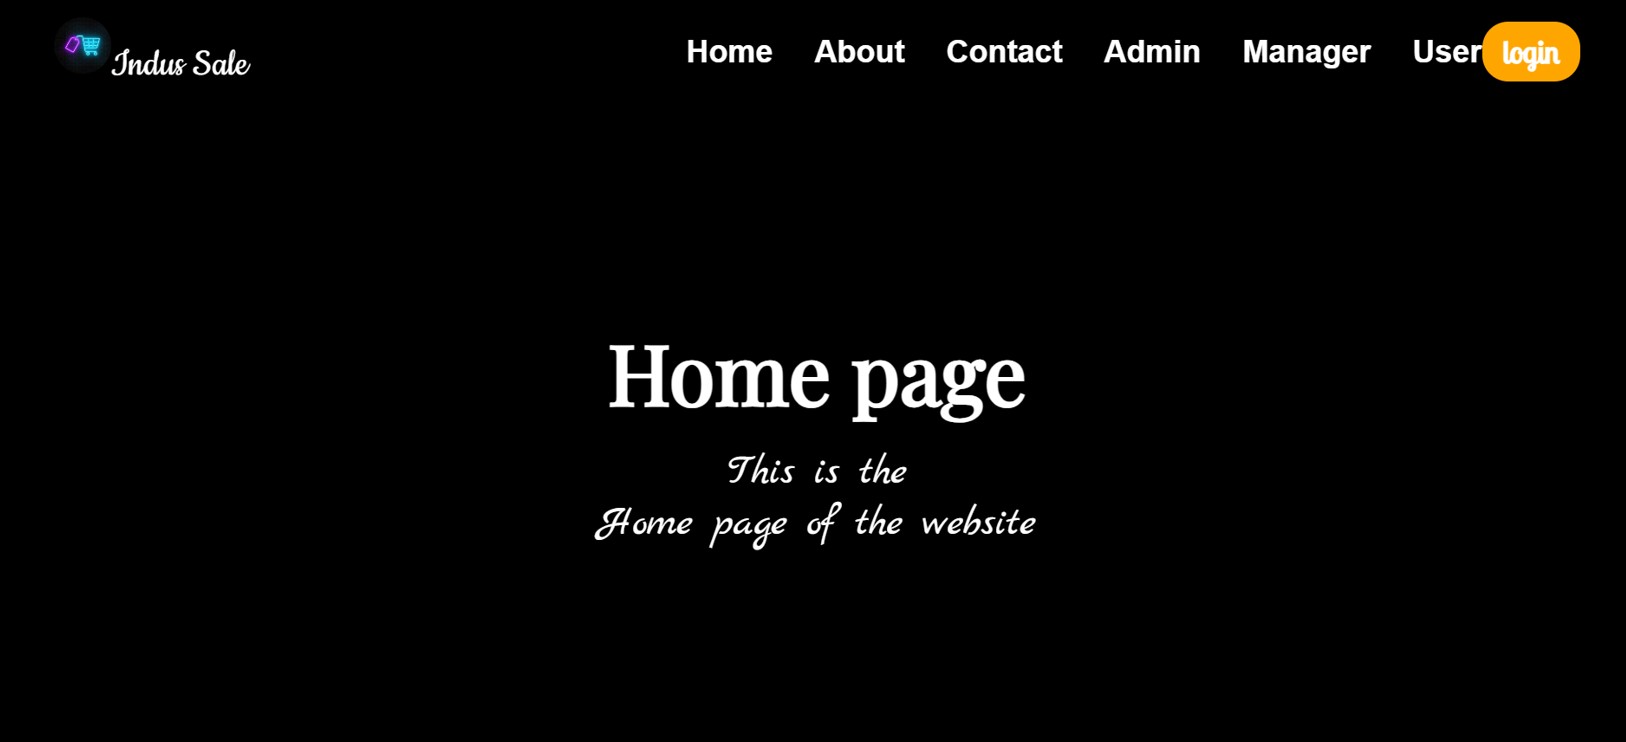 Indus Sale
Home About Contact Admin Manager User login
Home page
This is the
Home page of the website